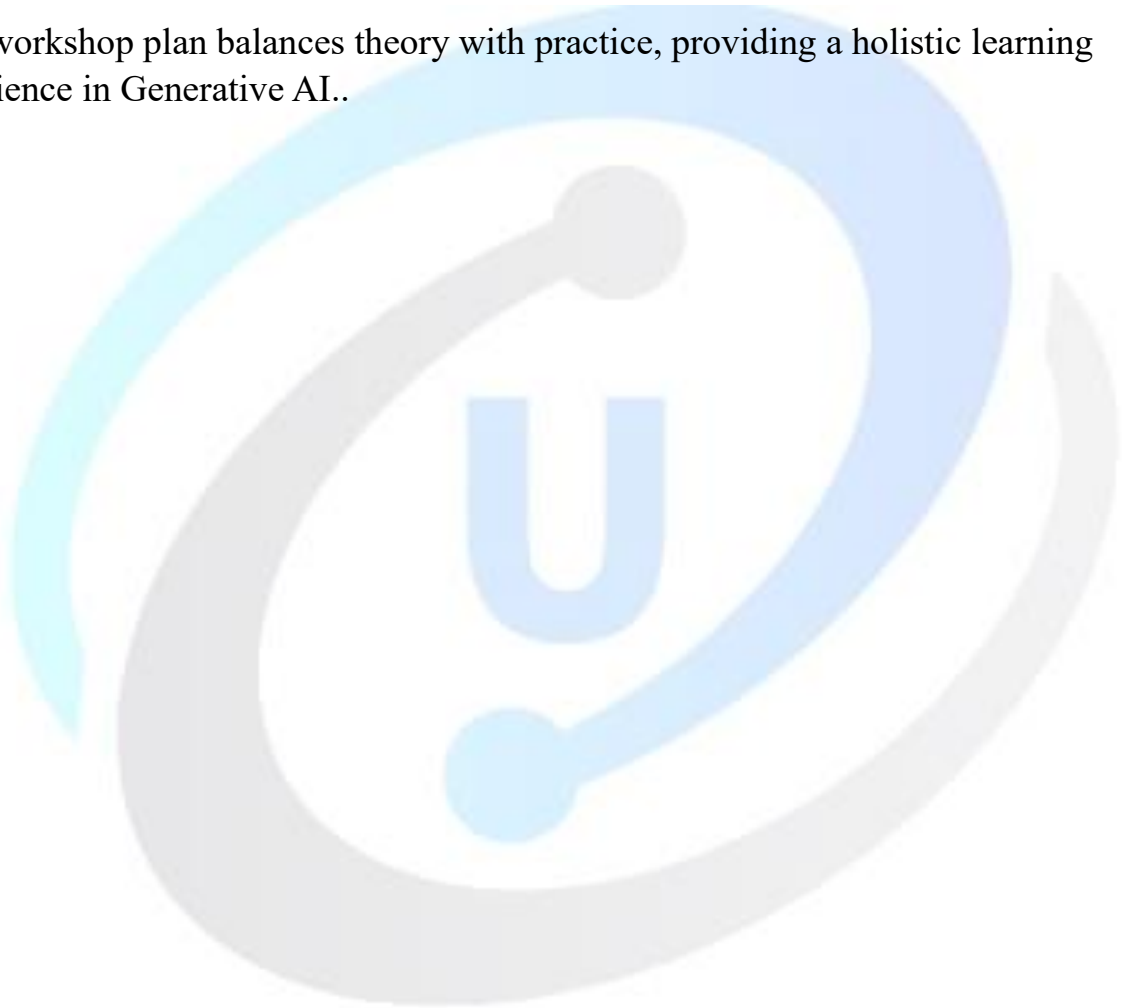 workshop plan balances theory with practice, providing a holistic learning
ience in Generative AI..
U